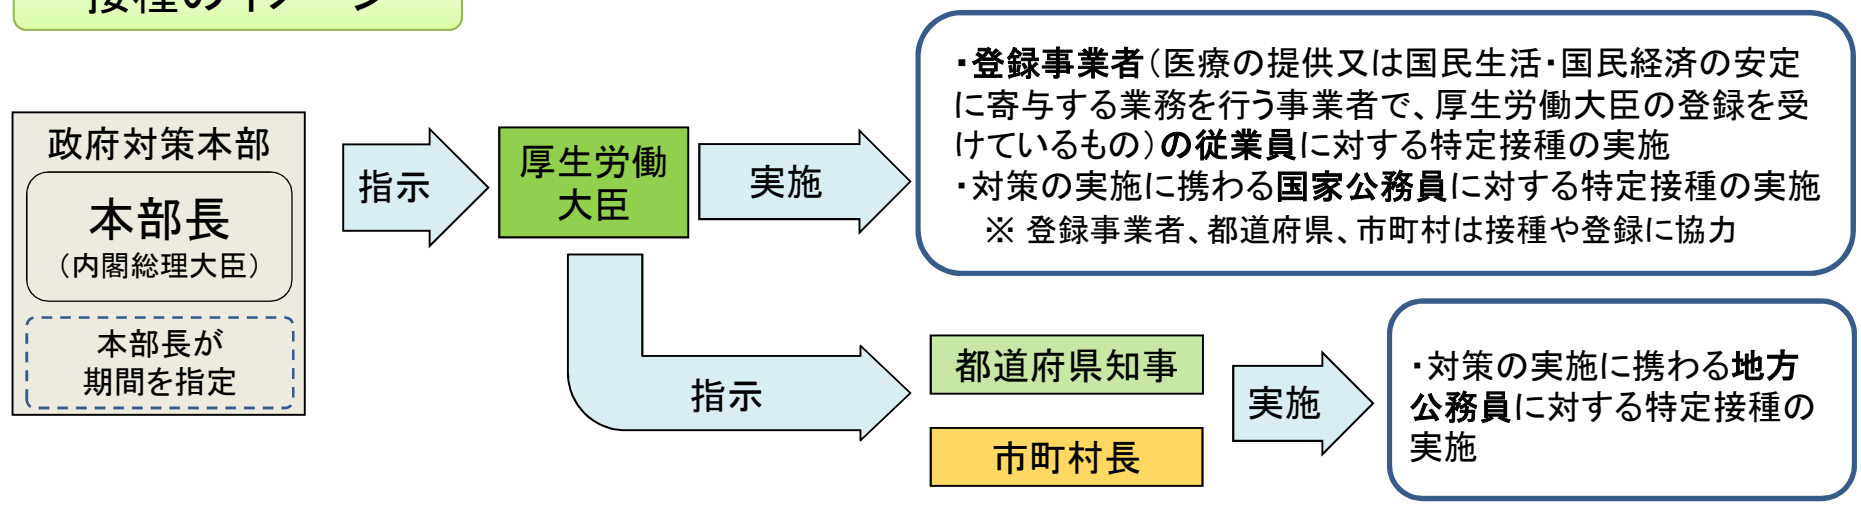 接種のイメージ
政府対策本部
本部長
（内閣総理大臣）
本部長が
期間を指定
指示
厚生労働
大臣
実施
・登録事業者（医療の提供又は国民生活・国民経済の安定
に寄与する業務を行う事業者で、厚生労働大臣の登録を受
けているもの）の従業員に対する特定接種の実施
・対策の実施に携わる国家公務員に対する特定接種の実施
※ 登録事業者、都道府県、市町村は接種や登録に協力
指示
都道府県知事
市町村長
実施
・対策の実施に携わる地方
公務員に対する特定接種の
実施